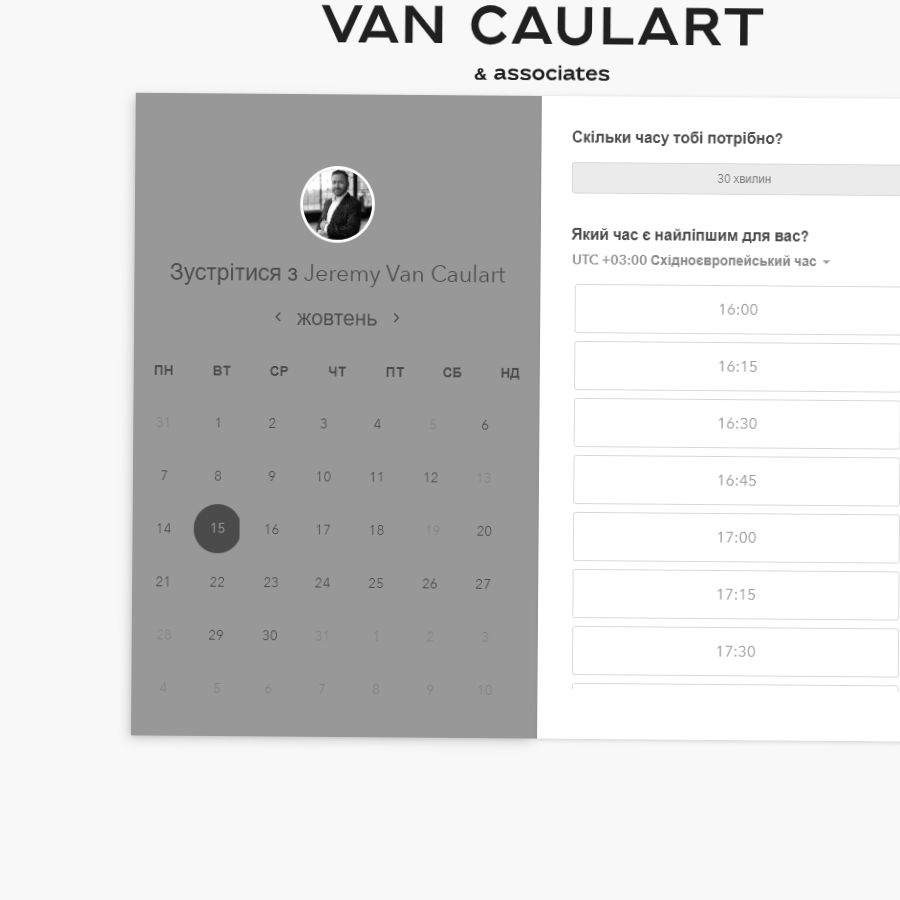 VAN CAULART
& associates
Зустрітися з Jeremy Van Caulart
жовтень
ПН ВТ СР ЧТ ПТ СБ НД
31 1 2 3 4 5 6
7 8 9 10 11 12 13
14 15 16 17 18 19 20
21 22 23 24 25 26 27
28 29 30 31 1 2 3
4 5 6 7 8 9 10
Скільки часу тобі потрібно?
30 хвилин
Який час є найліпшим для вас?
UTC +03:00 Східноєвропейський час
16:00
16:15
16:30
16:45
17:00
17:15
17:30